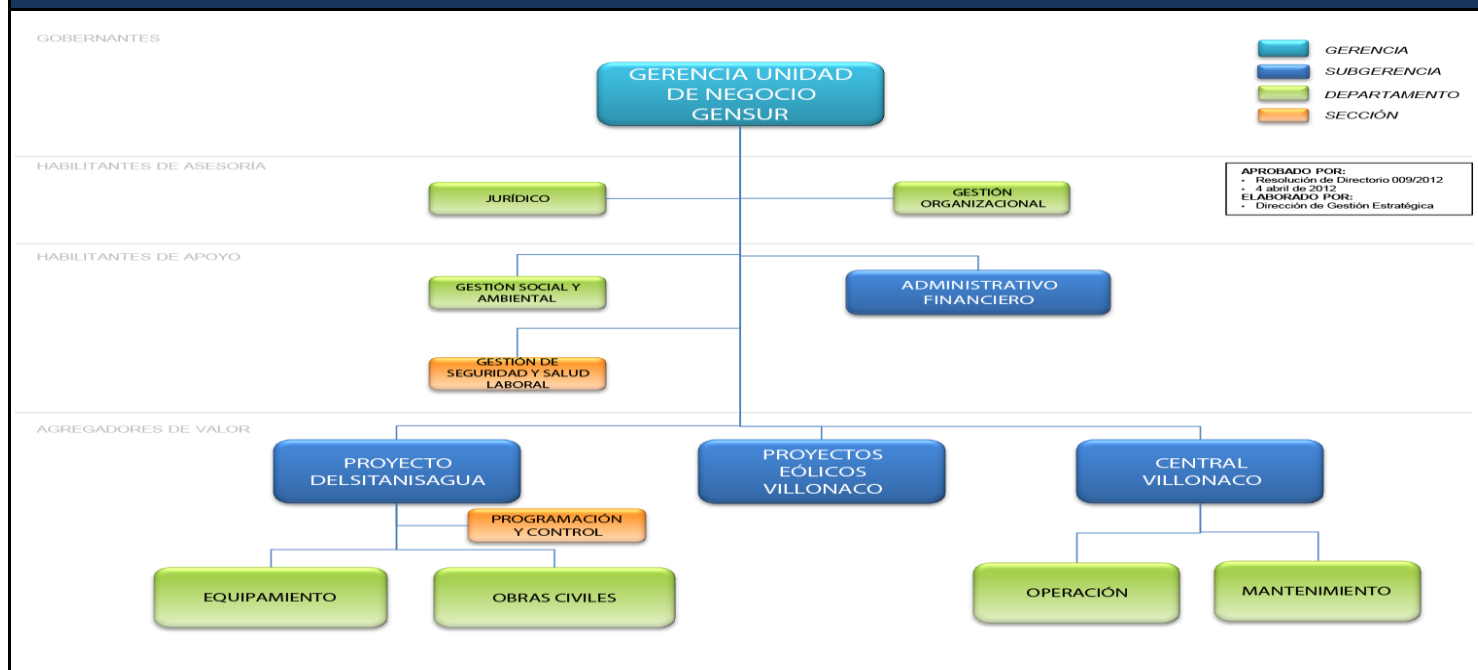 GOBERNANTES
GERENCIA UNIDAD
DE NEGOCIO
GENSUR
GERENCIA
SUBGERENCIA
DEPARTAMENTO
SECCIÓN
HABILITANTES DE ASESORÍA
JURÍDICO
GESTIÓN
ORGANIZACIONAL
APROBADO POR:
- Resolución de Directorio 009/2012
- 4 abril de 2012
ELABORADO POR:
- Dirección de Gestión Estratégica
HABILITANTES DE APOYO
GESTIÓN SOCIAL Y
AMBIENTAL
ADMINISTRATIVO
FINANCIERO
GESTIÓN DE
SEGURIDAD Y SALUD
LABORAL
AGREGADORES DE VALOR
PROYECTO
DELSITANISAGUA
PROYECTOS
EÓLICOS
VILLONACO
CENTRAL
VILLONACO
PROGRAMACIÓN
Y CONTROL
EQUIPAMIENTO
OBRAS CIVILES
OPERACIÓN
MANTENIMIENTO